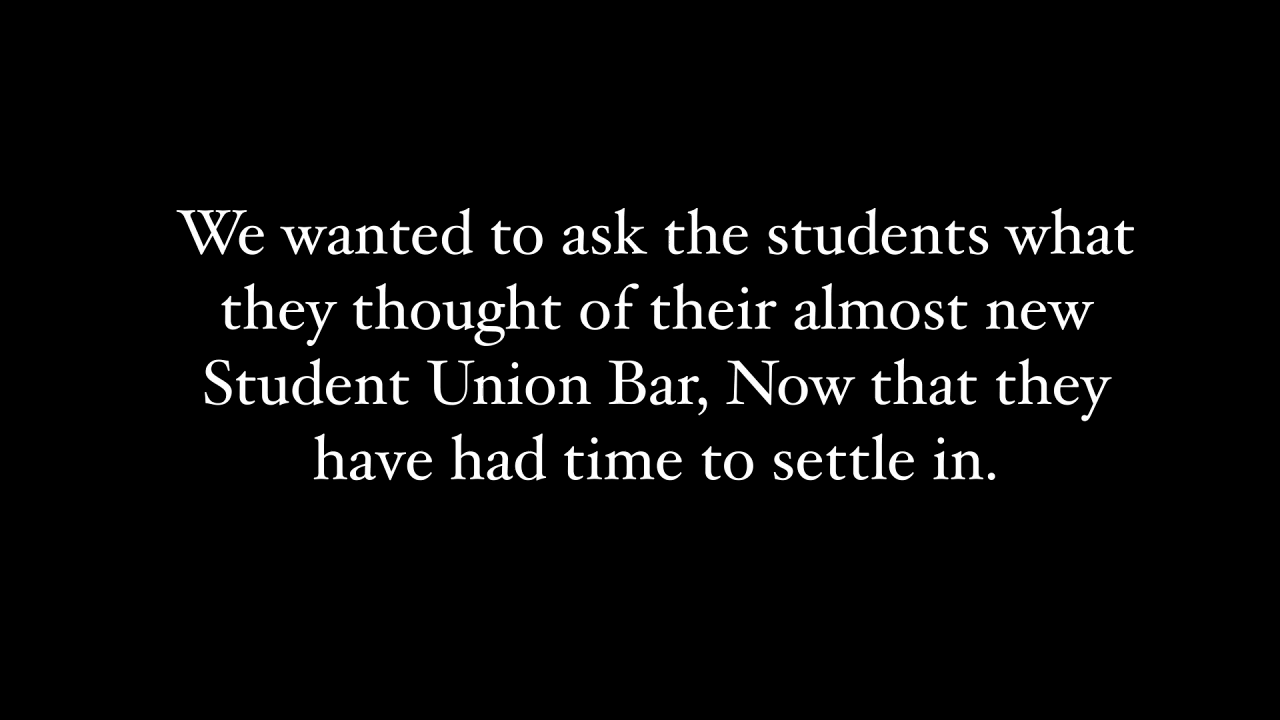 We wanted to ask the students what
they thought of their almost new
Student Union Bar, Now that they
have had time to settle in.